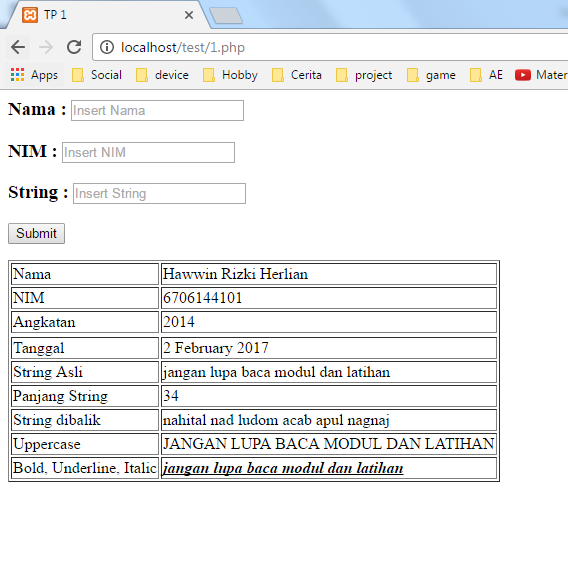 TP 1
localhost/test/1.php
Apps Social device Hobby Cerita project game AE Mater
Nama : Insert Nama
NIM : Insert NIM
String : Insert String
Submit
Nama Hawwin Rizki Herlian
NIM 6706144101
Angkatan 2014
Tanggal 2 February 2017
String Asli jangan lupa baca modul dan latihan
Panjang String 34
String dibalik nahital nad ludom acab apul nagnaj
Uppercase JANGAN LUPA BACA MODUL DAN LATIHAN
Bold, Underline, Italic jangan lupa baca modul dan latihan